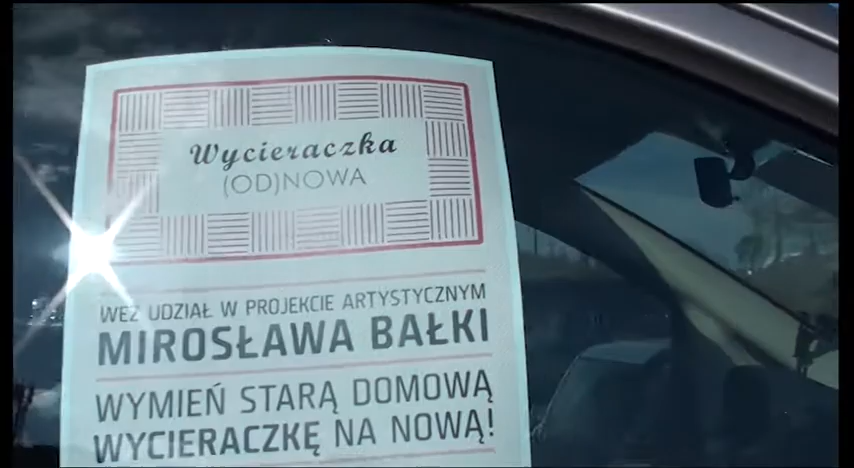 Wycieraczka
(OD)NOWA
WEŹ UDZIAŁ W PROJEKCIE ARTYSTYCZNYM
MIROSŁAWA BAŁKI
WYMIEŃ STARĄ DOMOWĄ
WYCIERACZKĘ NA NOWĄ!